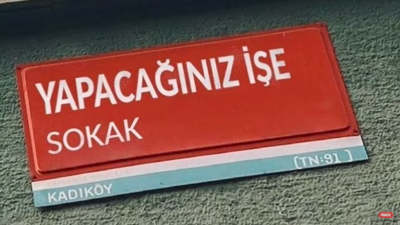 YAPACAĞINIZ İŞE
SOKAK
KADIKÖY
(TN:91)